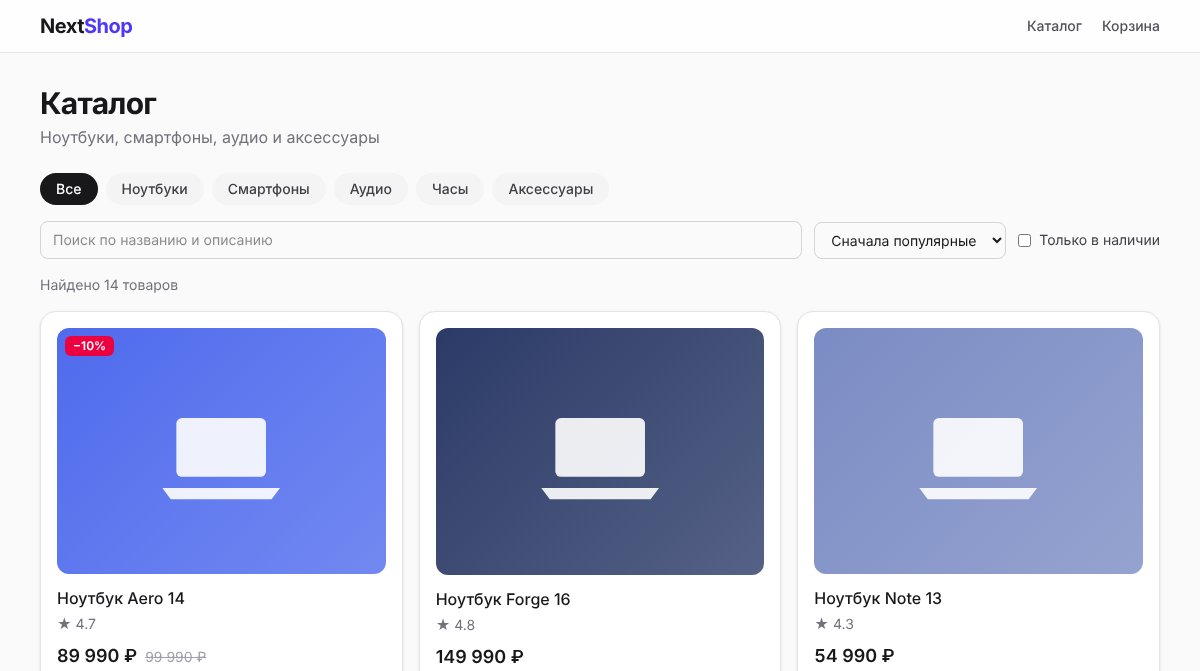 NextShop
Каталог Корзина
Каталог
Ноутбуки, смартфоны, аудио и аксессуары
Все Ноутбуки Смартфоны Аудио Часы Аксессуары
Поиск по названию и описанию Сначала популярные Только в наличии
Найдено 14 товаров
−10%
Ноутбук Aero 14
★ 4.7
89 990 ₽ 99 990 ₽
Ноутбук Forge 16
★ 4.8
149 990 ₽
Ноутбук Note 13
★ 4.3
54 990 ₽